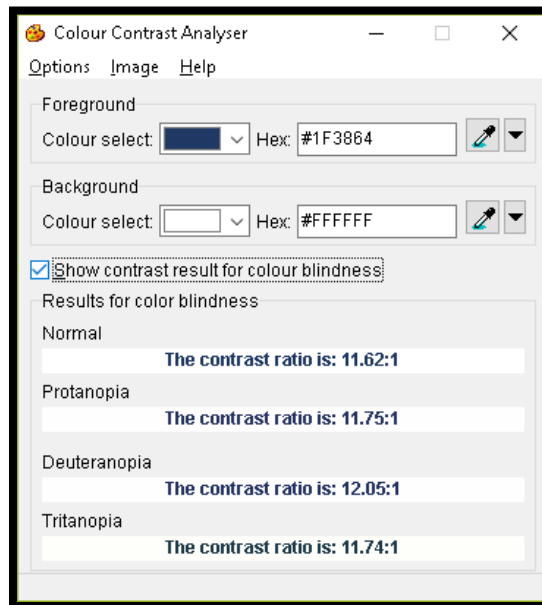 Colour Contrast Analyser
Options Image Help
Foreground
Colour select: Hex: #1F3864
Background
Colour select: Hex: #FFFFFF
Show contrast result for colour blindness
Results for color blindness
Normal
The contrast ratio is: 11.62:1
Protanopia
The contrast ratio is: 11.75:1
Deuteranopia
The contrast ratio is: 12.05:1
Tritanopia
The contrast ratio is: 11.74:1